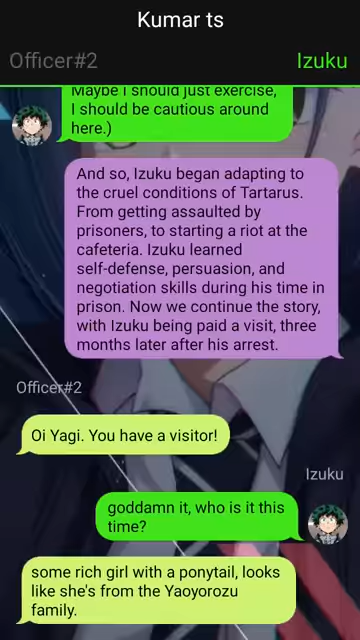 Kumar ts
Officer#2
Izuku
Maybe I should just exercise,
I should be cautious around
here.)
And so, Izuku began adapting to
the cruel conditions of Tartarus.
From getting assaulted by
prisoners, to starting a riot at the
cafeteria. Izuku learned
self-defense, persuasion, and
negotiation skills during his time in
prison. Now we continue the story,
with Izuku being paid a visit, three
months later after his arrest.
Officer#2
Oi Yagi. You have a visitor!
Izuku
goddamn it, who is it this
time?
some rich girl with a ponytail, looks
like she's from the Yaoyorozu
family.